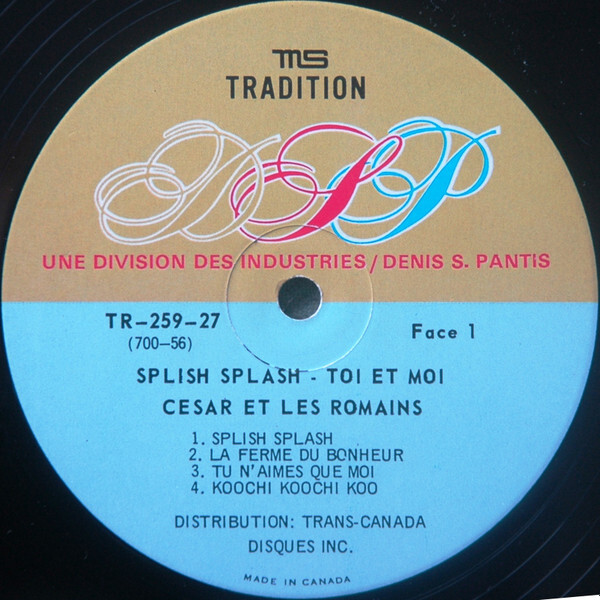 MS
TRADITION
DSP
UNE DIVISION DES INDUSTRIES/DENIS S. PANTIS
TR-259-27
(700-56)
Face 1
SPLISH SPLASH - TOI ET MOI
CESAR ET LES ROMAINS
1. SPLISH SPLASH
2. LA FERME DU BONHEUR
3. TU N'AIMES QUE MOI
4. KOOCHI KOOCHI KOO
DISTRIBUTION: TRANS-CANADA
DISQUES INC.
MADE IN CANADA